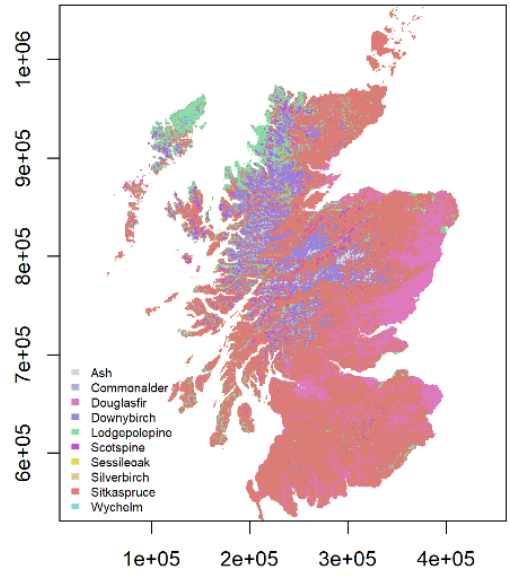 1e+06
9e+05
8e+05
7e+05
6e+05
Ash
Commonalder
Douglasfir
Downybirch
Lodgepolepine
Scotspine
Sessileoak
Silverbirch
Sitkaspruce
Wychelm
1e+05 2e+05 3e+05 4e+05